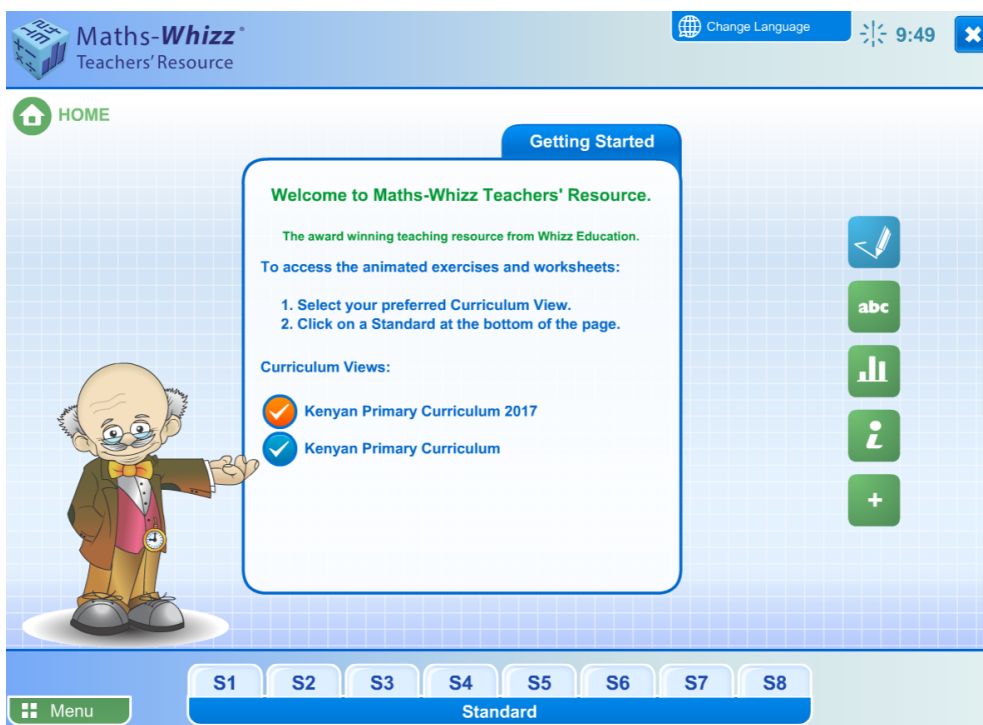 Maths-Whizz®
Teachers' Resource
Change Language
9:49
HOME
Getting Started
Welcome to Maths-Whizz Teachers' Resource.
The award winning teaching resource from Whizz Education.
To access the animated exercises and worksheets:
1. Select your preferred Curriculum View.
2. Click on a Standard at the bottom of the page.
Curriculum Views:
Kenyan Primary Curriculum 2017
Kenyan Primary Curriculum
abc
i
+
S1 S2 S3 S4 S5 S6 S7 S8
Menu
Standard